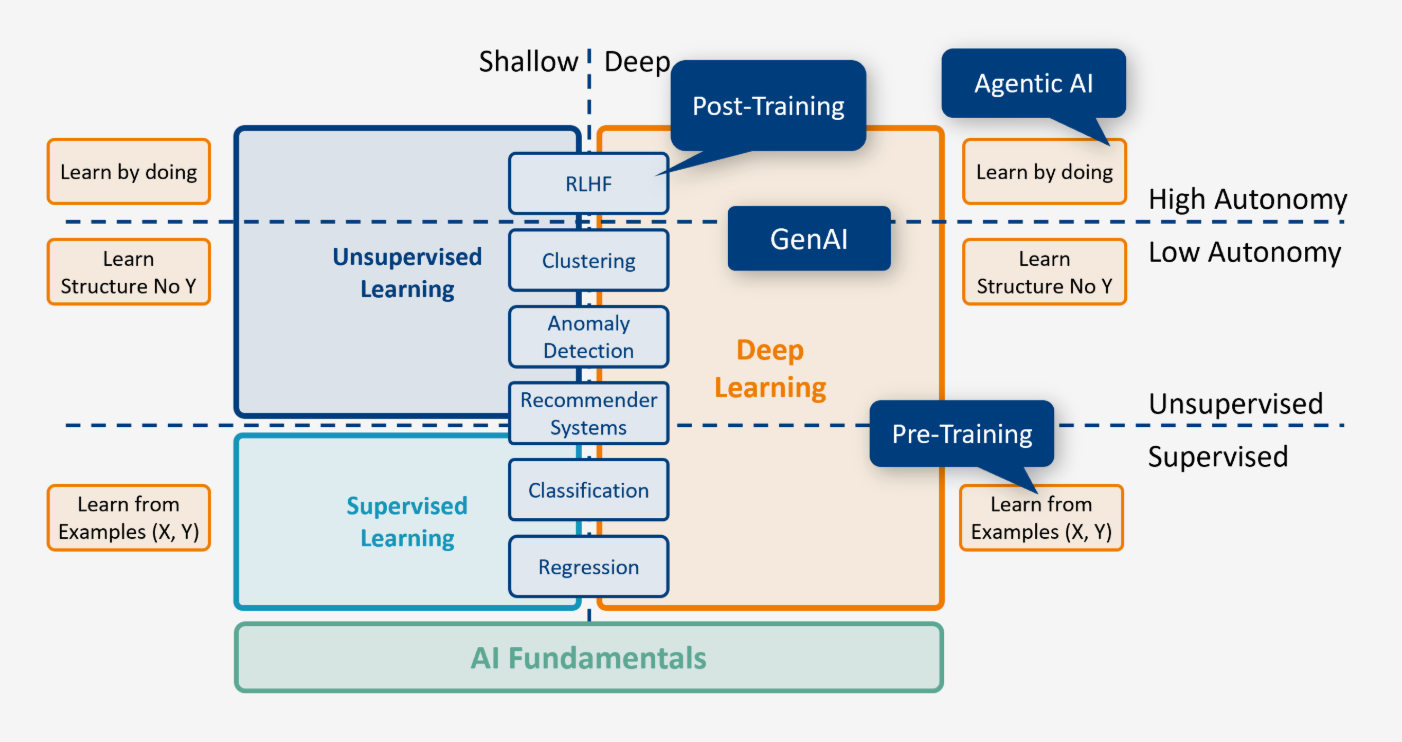 Shallow
Deep
Post-Training
Agentic AI
Learn by doing
RLHF
Learn by doing
High Autonomy
GenAI
Low Autonomy
Learn
Structure No Y
Unsupervised
Learning
Clustering
Learn
Structure No Y
Anomaly
Detection
Deep
Learning
Recommender
Systems
Unsupervised
Pre-Training
Supervised
Learn from
Examples (X, Y)
Supervised
Learning
Classification
Learn from
Examples (X, Y)
Regression
AI Fundamentals